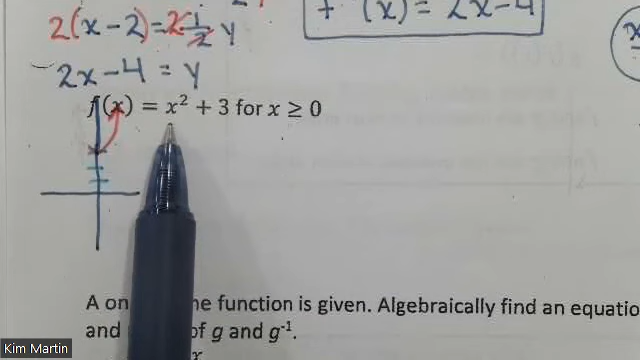 2(x-2)=2·½ y
(x) = 2x-4
2x-4 = y
f(x) = x² + 3 for x ≥ 0
A on he function is given. Algebraically find an equatio
and of g and g⁻¹.
Kim Martin